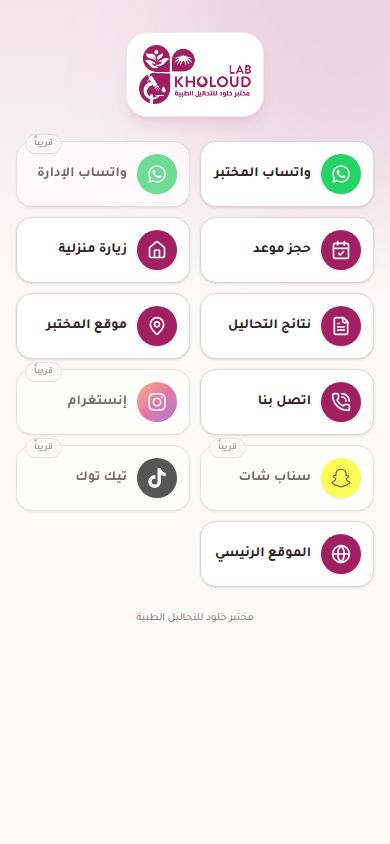 LAB
KHOLOUD
مختبر خلود للتحاليل الطبية
واتساب المختبر
قريباً
واتساب الإدارة
حجز موعد
زيارة منزلية
نتائج التحاليل
موقع المختبر
اتصل بنا
قريباً
إنستغرام
قريباً
سناب شات
قريباً
تيك توك
الموقع الرئيسي
مختبر خلود للتحاليل الطبية